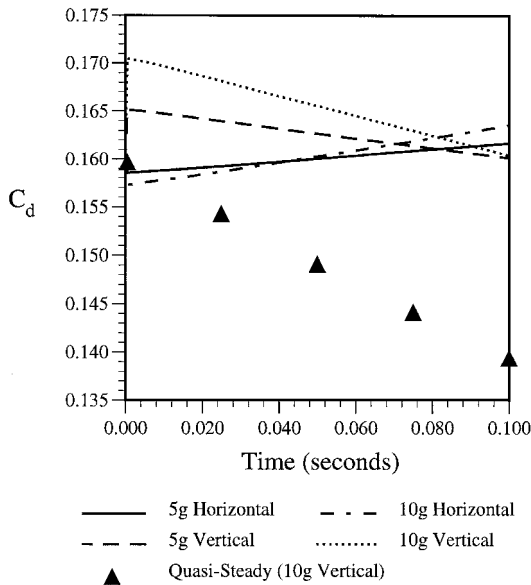 0.175
0.170
0.165
0.160
C_d
0.155
0.150
0.145
0.140
0.135
0.000 0.020 0.040 0.060 0.080 0.100
Time (seconds)
5g Horizontal 10g Horizontal
5g Vertical 10g Vertical
Quasi-Steady (10g Vertical)